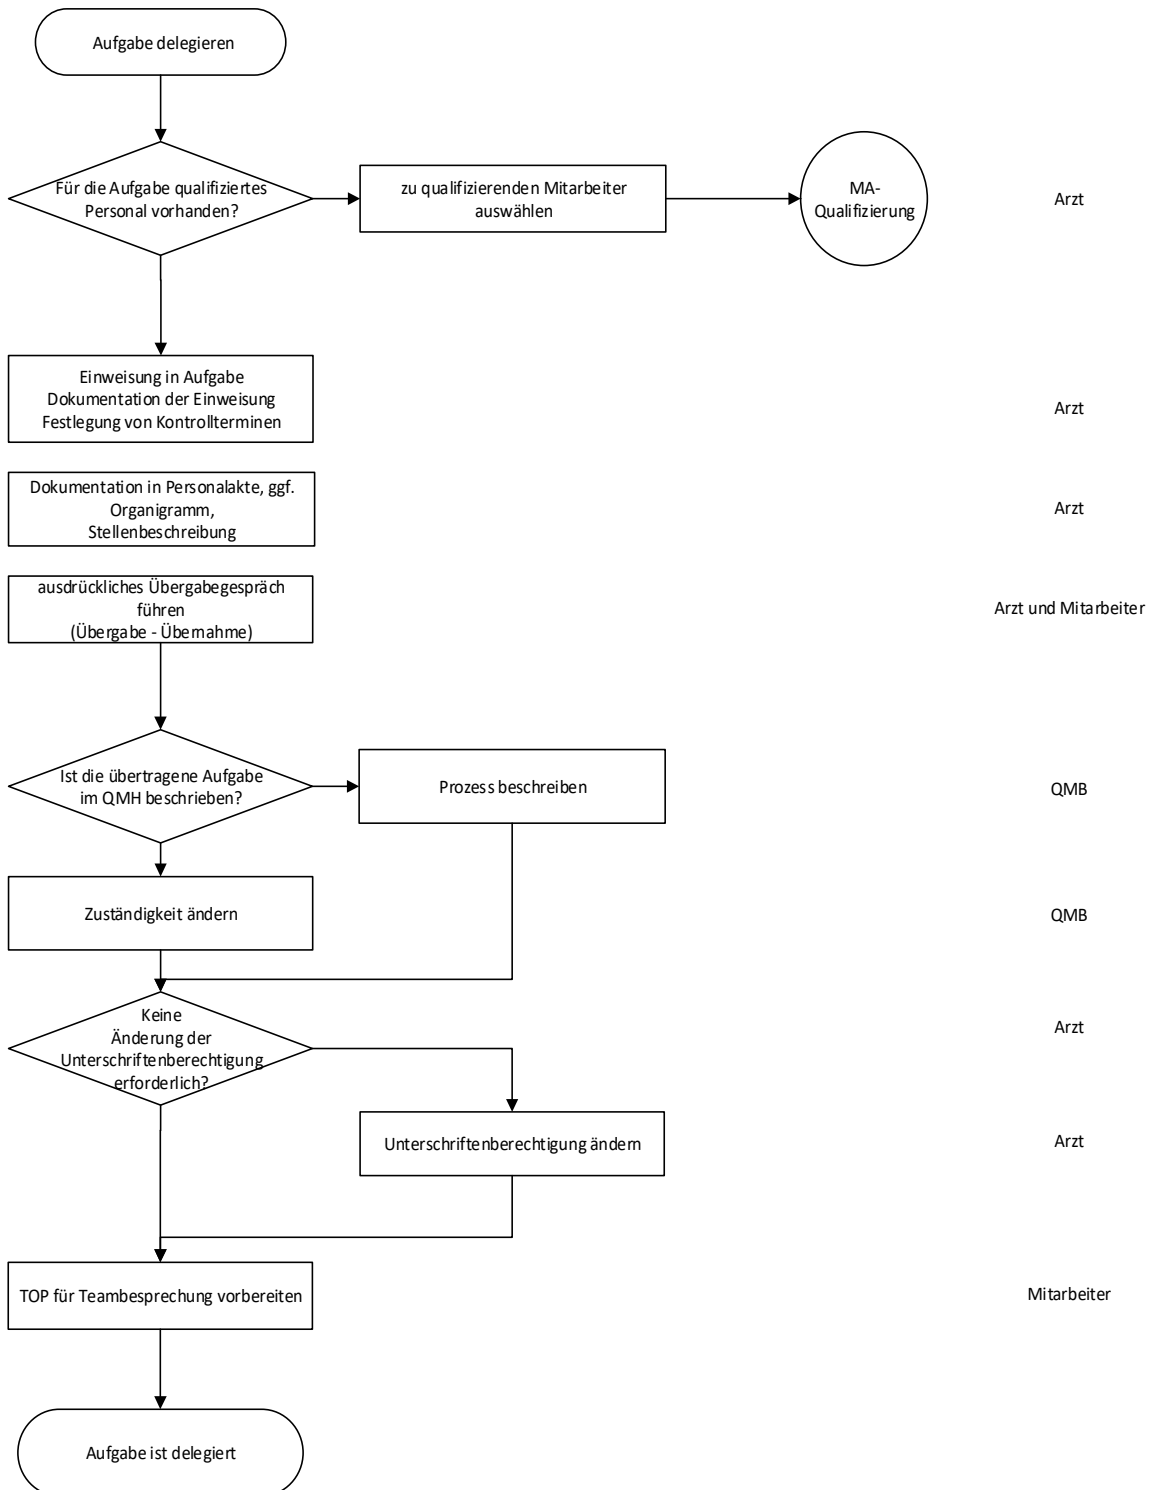 Aufgabe delegieren
Für die Aufgabe qualifiziertes
Personal vorhanden?
zu qualifizierenden Mitarbeiter
auswählen
MA-
Qualifizierung
Arzt
Einweisung in Aufgabe
Dokumentation der Einweisung
Festlegung von Kontrollterminen
Arzt
Dokumentation in Personalakte, ggf.
Organigramm,
Stellenbeschreibung
Arzt
ausdrückliches Übergabegespräch
führen
(Übergabe - Übernahme)
Arzt und Mitarbeiter
Ist die übertragene Aufgabe
im QMH beschrieben?
Prozess beschreiben
QMB
Zuständigkeit ändern
QMB
Keine
Änderung der
Unterschriftenberechtigung
erforderlich?
Arzt
Unterschriftenberechtigung ändern
Arzt
TOP für Teambesprechung vorbereiten
Mitarbeiter
Aufgabe ist delegiert